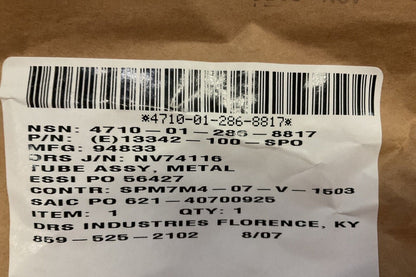 *4710-01-286-8817*
NSN: 4710-01-286-8817
P/N: (E)13342-100-SPO
MFG: 94833
DRS J/N: NV74116
TUBE ASSY, METAL
ESSI PO 56427
CONTR: SPM7M4-07-V-1503
SAIC PO 621-40700925
ITEM: 1 QTY: 1
DRS INDUSTRIES FLORENCE, KY
859-525-2102 8/07